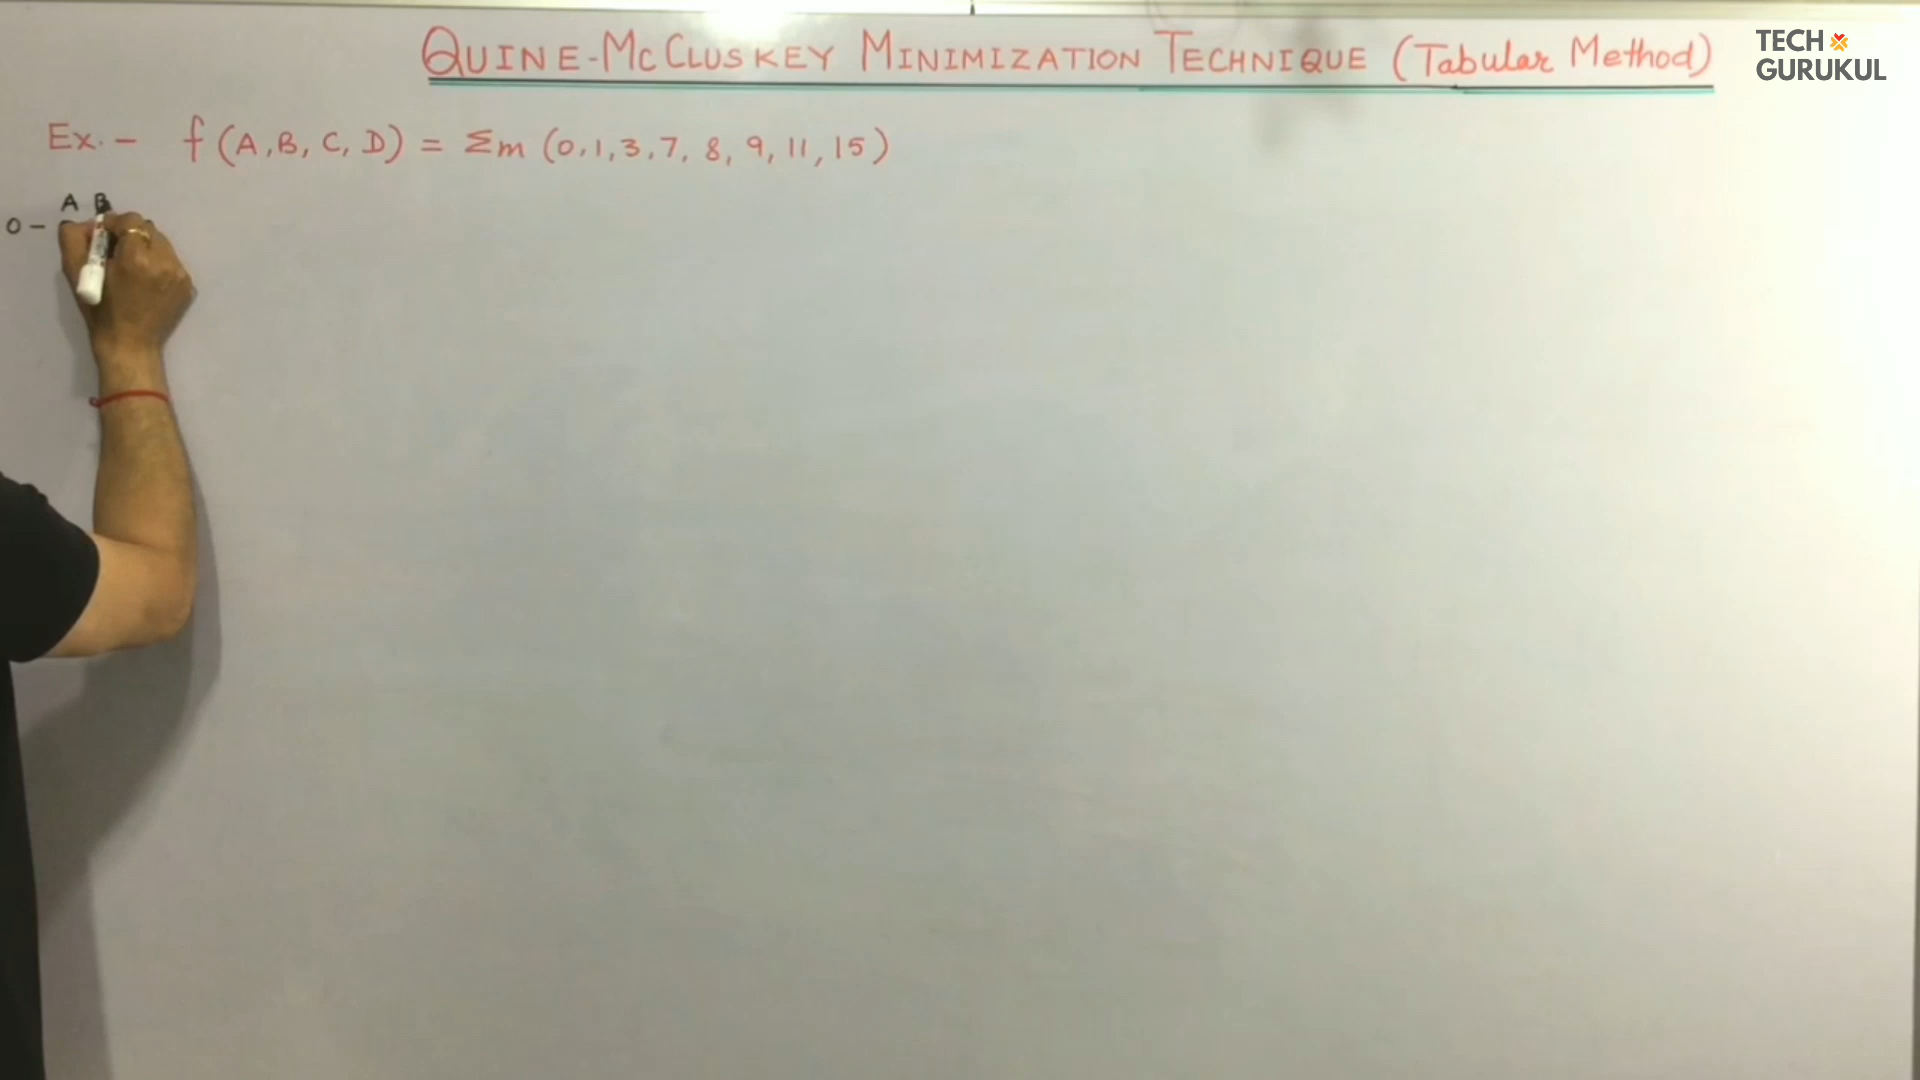 QUINE-McCLUSKEY MINIMIZATION TECHNIQUE (Tabular Method)
TECH
GURUKUL
Ex. - f (A, B, C, D) = Σm (0, 1, 3, 7, 8, 9, 11, 15)
A B
0 -